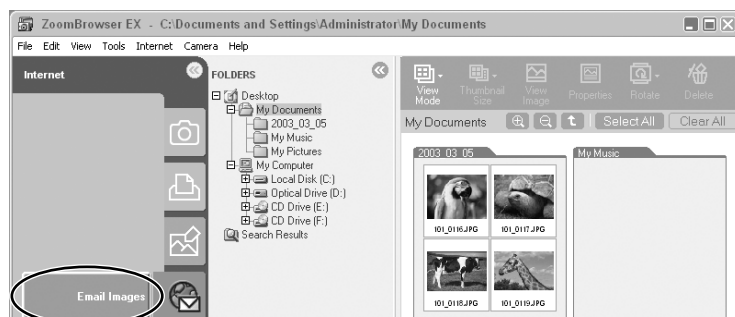 ZoomBrowser EX - C:\Documents and Settings\Administrator\My Documents
File Edit View Tools Internet Camera Help
Internet
Email Images
FOLDERS
Desktop
My Documents
2003_03_05
My Music
My Pictures
My Computer
Local Disk (C:)
Optical Drive (D:)
CD Drive (E:)
CD Drive (F:)
Search Results
View Mode
Thumbnail Size
View Image
Properties
Rotate
Delete
My Documents
Select All
Clear All
2003_03_05
My Music
101_0116.JPG
101_0117.JPG
101_0118.JPG
101_0119.JPG